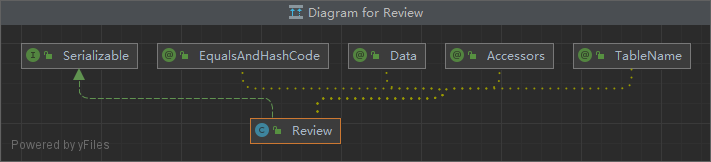 Diagram for Review
I Serializable
@ EqualsAndHashCode
@ Data
@ Accessors
@ TableName
C Review
Powered by yFiles